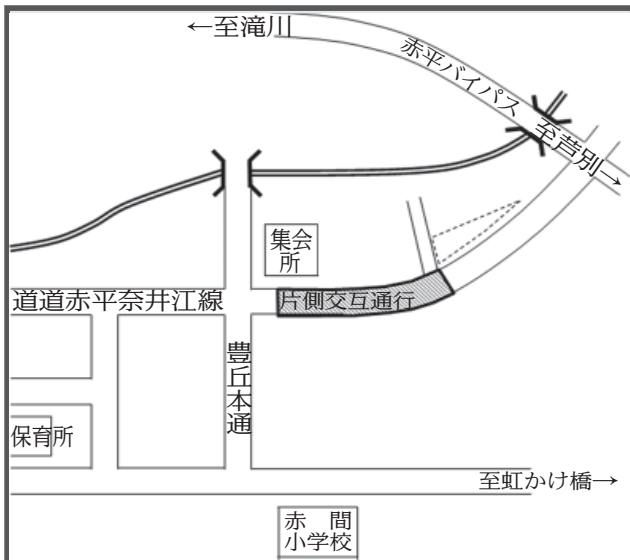 ←至滝川
赤平バイパス 至芦別→
集会
所
道道赤平奈井江線
片側交互通行
豊丘本通
保育所
至虹かけ橋→
赤 間
小学校